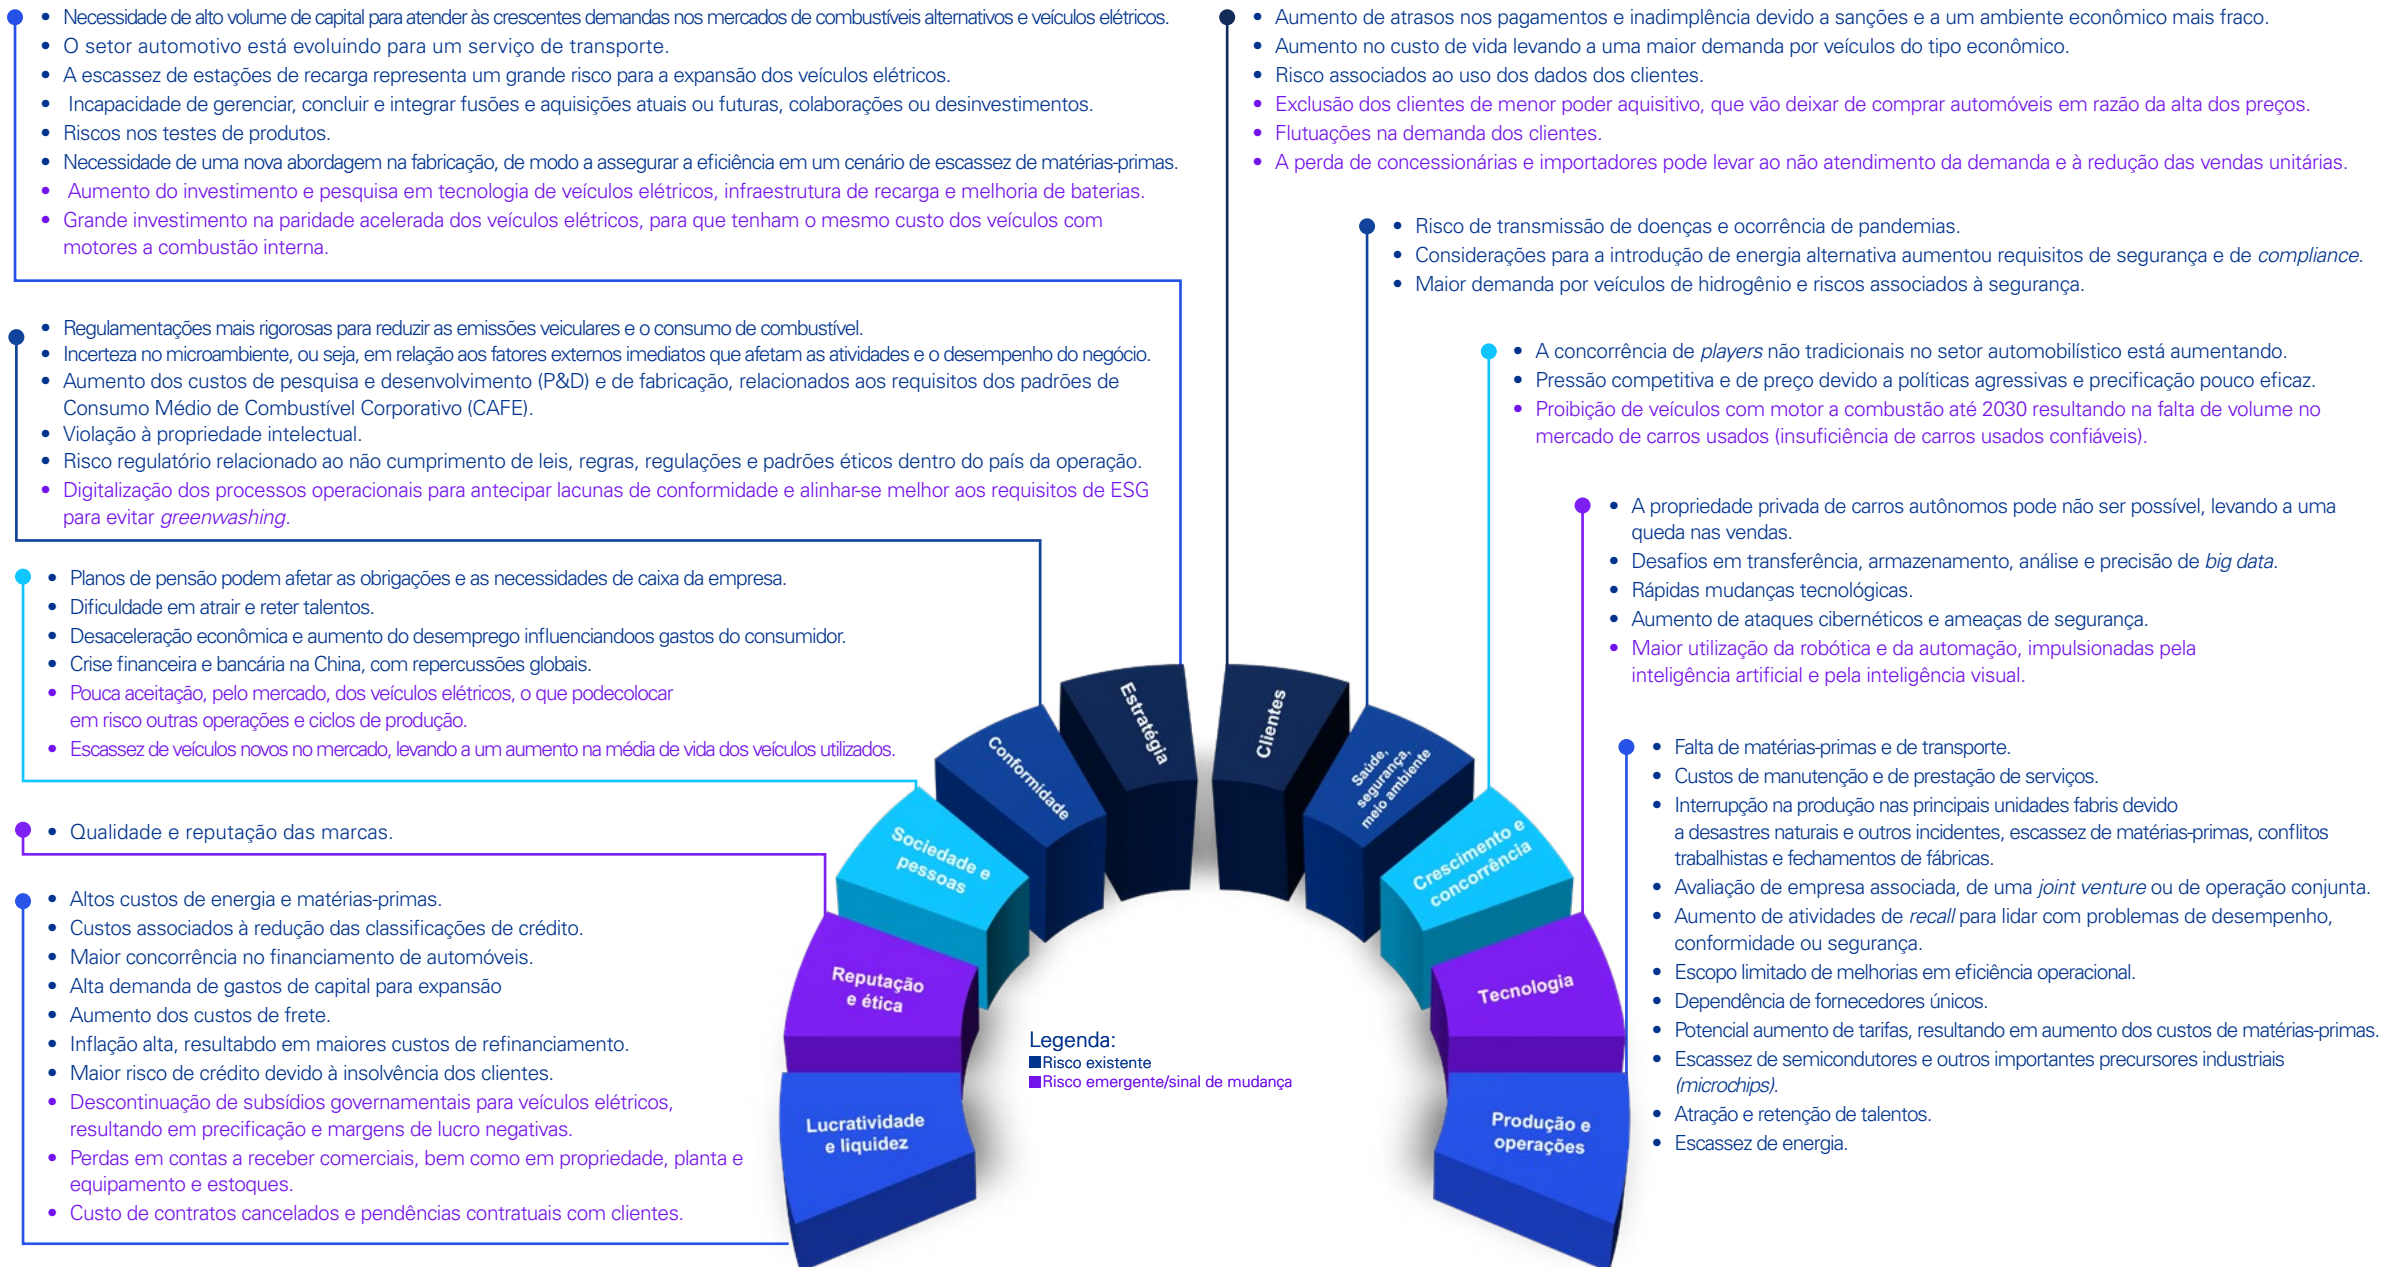 • Necessidade de alto volume de capital para atender às crescentes demandas nos mercados de combustíveis alternativos e veículos elétricos.
• O setor automotivo está evoluindo para um serviço de transporte.
• A escassez de estações de recarga representa um grande risco para a expansão dos veículos elétricos.
• Incapacidade de gerenciar, concluir e integrar fusões e aquisições atuais ou futuras, colaborações ou desinvestimentos.
• Riscos nos testes de produtos.
• Necessidade de uma nova abordagem na fabricação, de modo a assegurar a eficiência em um cenário de escassez de matérias-primas.
• Aumento do investimento e pesquisa em tecnologia de veículos elétricos, infraestrutura de recarga e melhoria de baterias.
• Grande investimento na paridade acelerada dos veículos elétricos, para que tenham o mesmo custo dos veículos com
motores a combustão interna.
• Regulamentações mais rigorosas para reduzir as emissões veiculares e o consumo de combustível.
• Incerteza no microambiente, ou seja, em relação aos fatores externos imediatos que afetam as atividades e o desempenho do negócio.
• Aumento dos custos de pesquisa e desenvolvimento (P&D) e de fabricação, relacionados aos requisitos dos padrões de
Consumo Médio de Combustível Corporativo (CAFE).
• Violação à propriedade intelectual.
• Risco regulatório relacionado ao não cumprimento de leis, regras, regulações e padrões éticos dentro do país da operação.
• Digitalização dos processos operacionais para antecipar lacunas de conformidade e alinhar-se melhor aos requisitos de ESG
para evitar greenwashing.
• Planos de pensão podem afetar as obrigações e as necessidades de caixa da empresa.
• Dificuldade em atrair e reter talentos.
• Desaceleração econômica e aumento do desemprego influenciandoos gastos do consumidor.
• Crise financeira e bancária na China, com repercussões globais.
• Pouca aceitação, pelo mercado, dos veículos elétricos, o que podecolocar
em risco outras operações e ciclos de produção.
• Escassez de veículos novos no mercado, levando a um aumento na média de vida dos veículos utilizados.
• Qualidade e reputação das marcas.
• Altos custos de energia e matérias-primas.
• Custos associados à redução das classificações de crédito.
• Maior concorrência no financiamento de automóveis.
• Alta demanda de gastos de capital para expansão
• Aumento dos custos de frete.
• Inflação alta, resultabdo em maiores custos de refinanciamento.
• Maior risco de crédito devido à insolvência dos clientes.
• Descontinuação de subsídios governamentais para veículos elétricos,
resultando em precificação e margens de lucro negativas.
• Perdas em contas a receber comerciais, bem como em propriedade, planta e
equipamento e estoques.
• Custo de contratos cancelados e pendências contratuais com clientes.
• Aumento de atrasos nos pagamentos e inadimplência devido a sanções e a um ambiente econômico mais fraco.
• Aumento no custo de vida levando a uma maior demanda por veículos do tipo econômico.
• Risco associados ao uso dos dados dos clientes.
• Exclusão dos clientes de menor poder aquisitivo, que vão deixar de comprar automóveis em razão da alta dos preços.
• Flutuações na demanda dos clientes.
• A perda de concessionárias e importadores pode levar ao não atendimento da demanda e à redução das vendas unitárias.
• Risco de transmissão de doenças e ocorrência de pandemias.
• Considerações para a introdução de energia alternativa aumentou requisitos de segurança e de compliance.
• Maior demanda por veículos de hidrogênio e riscos associados à segurança.
• A concorrência de players não tradicionais no setor automobilístico está aumentando.
• Pressão competitiva e de preço devido a políticas agressivas e precificação pouco eficaz.
• Proibição de veículos com motor a combustão até 2030 resultando na falta de volume no
mercado de carros usados (insuficiência de carros usados confiáveis).
• A propriedade privada de carros autônomos pode não ser possível, levando a uma
queda nas vendas.
• Desafios em transferência, armazenamento, análise e precisão de big data.
• Rápidas mudanças tecnológicas.
• Aumento de ataques cibernéticos e ameaças de segurança.
• Maior utilização da robótica e da automação, impulsionadas pela
inteligência artificial e pela inteligência visual.
• Falta de matérias-primas e de transporte.
• Custos de manutenção e de prestação de serviços.
• Interrupção na produção nas principais unidades fabris devido
a desastres naturais e outros incidentes, escassez de matérias-primas, conflitos
trabalhistas e fechamentos de fábricas.
• Avaliação de empresa associada, de uma joint venture ou de operação conjunta.
• Aumento de atividades de recall para lidar com problemas de desempenho,
conformidade ou segurança.
• Escopo limitado de melhorias em eficiência operacional.
• Dependência de fornecedores únicos.
• Potencial aumento de tarifas, resultando em aumento dos custos de matérias-primas.
• Escassez de semicondutores e outros importantes precursores industriais
(microchips).
• Atração e retenção de talentos.
• Escassez de energia.
Lucratividade
e liquidez
Reputação
e ética
Sociedade e
pessoas
Conformidade
Estratégia
Clientes
Saúde,
segurança,
meio ambiente
Crescimento e
concorrência
Tecnologia
Produção e
operações
Legenda:
Risco existente
Risco emergente/sinal de mudança